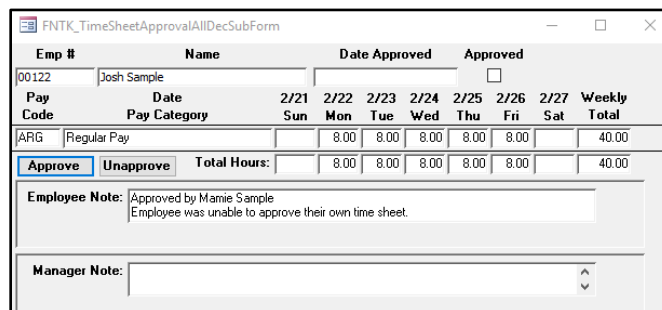 FNTK_TimeSheetApprovalAllDecSubForm
Emp # Name Date Approved Approved
00122 Josh Sample
Pay Date 2/21 2/22 2/23 2/24 2/25 2/26 2/27 Weekly
Code Pay Category Sun Mon Tue Wed Thu Fri Sat Total
ARG Regular Pay 8.00 8.00 8.00 8.00 8.00 40.00
Approve Unapprove Total Hours: 8.00 8.00 8.00 8.00 8.00 40.00
Employee Note: Approved by Mamie Sample
Employee was unable to approve their own time sheet.
Manager Note: